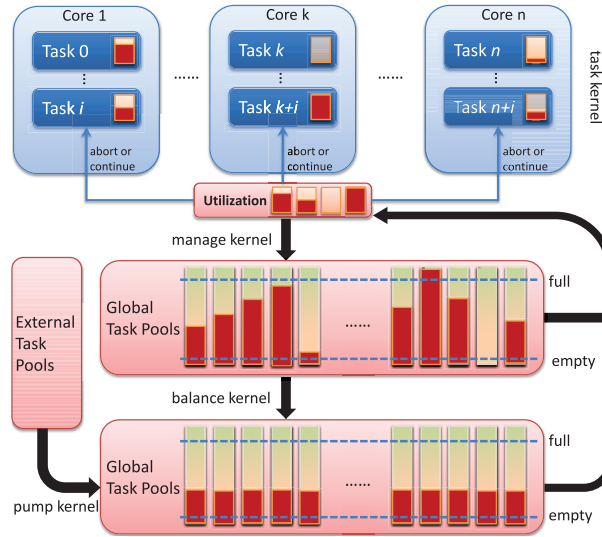 Core 1
Core k
Core n
Task 0
Task k
Task n
⋮
⋮
⋮
......
......
Task i
Task k+i
Task n+i
task kernel
abort or
continue
abort or
continue
abort or
continue
Utilization
manage kernel
External
Task
Pools
Global
Task Pools
......
full
empty
balance kernel
Global
Task Pools
......
full
empty
pump kernel